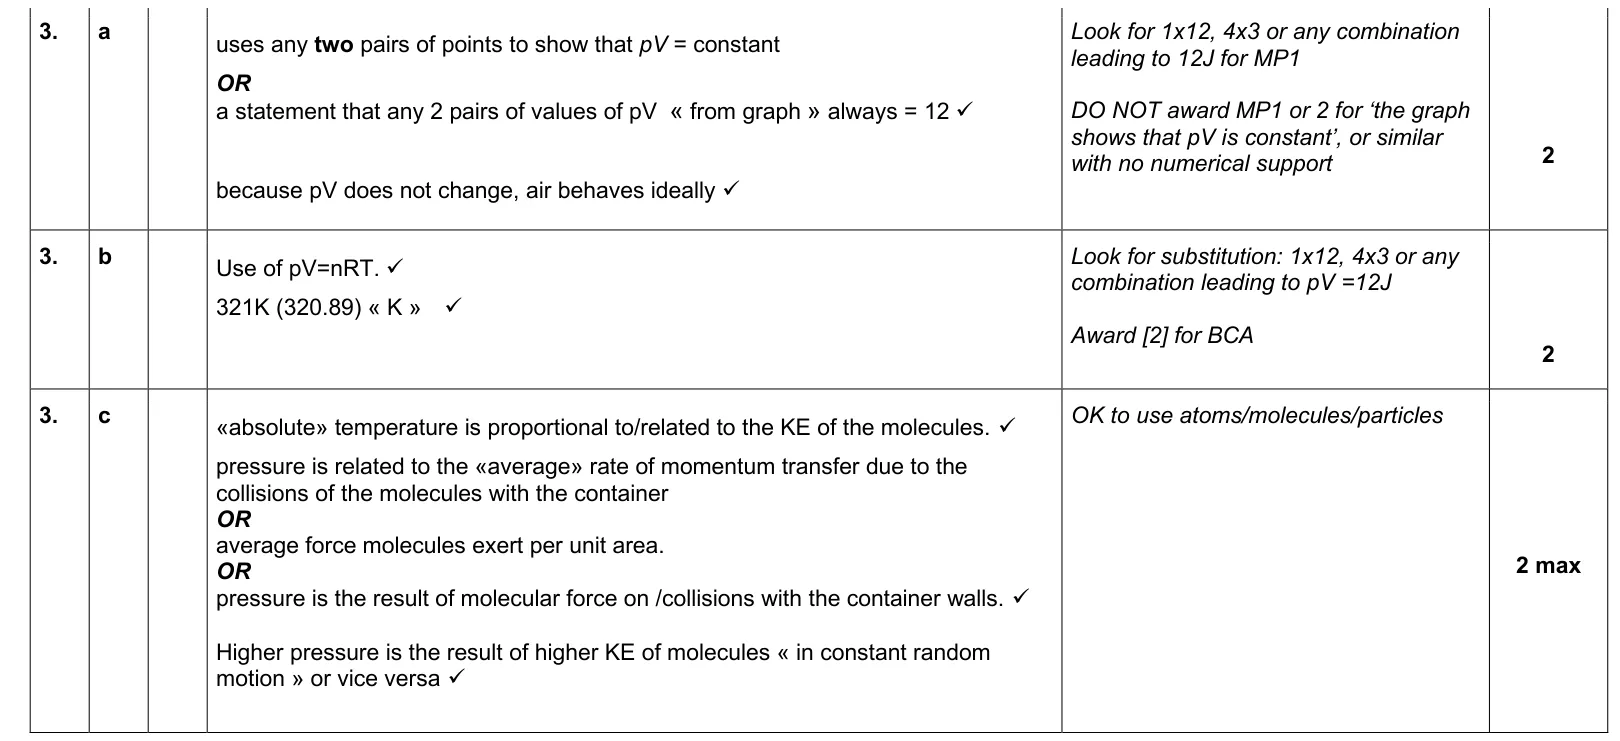 3. a
uses any two pairs of points to show that pV = constant
OR
a statement that any 2 pairs of values of pV « from graph » always = 12 ✓
because pV does not change, air behaves ideally ✓
Look for 1x12, 4x3 or any combination
leading to 12J for MP1
DO NOT award MP1 or 2 for ‘the graph
shows that pV is constant’, or similar
with no numerical support
2
3. b
Use of pV=nRT. ✓
321K (320.89) « K » ✓
Look for substitution: 1x12, 4x3 or any
combination leading to pV =12J
Award [2] for BCA
2
3. c
«absolute» temperature is proportional to/related to the KE of the molecules. ✓
pressure is related to the «average» rate of momentum transfer due to the
collisions of the molecules with the container
OR
average force molecules exert per unit area.
OR
pressure is the result of molecular force on /collisions with the container walls. ✓
Higher pressure is the result of higher KE of molecules « in constant random
motion » or vice versa ✓
OK to use atoms/molecules/particles
2 max